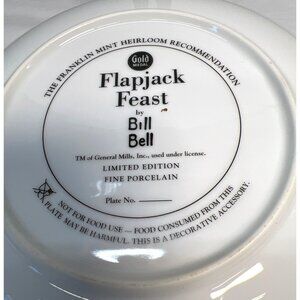 THE FRANKLIN MINT HEIRLOOM RECOMMENDATION
Gold
MEDAL
Flapjack
Feast
by
Bill
Bell
TM of General Mills, Inc., used under license.
LIMITED EDITION
FINE PORCELAIN
Plate No.
NOT FOR FOOD USE — FOOD CONSUMED FROM THIS
PLATE MAY BE HARMFUL. THIS IS A DECORATIVE ACCESSORY.